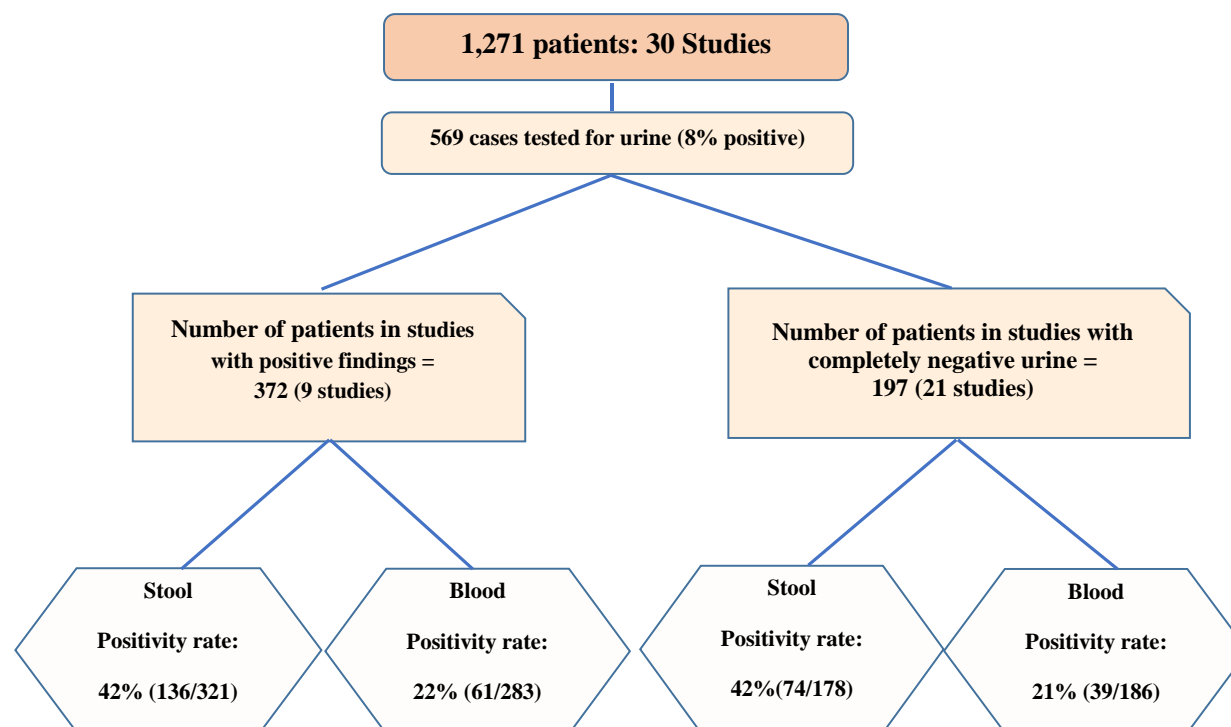 1,271 patients: 30 Studies
569 cases tested for urine (8% positive)
Number of patients in studies
with positive findings =
372 (9 studies)
Number of patients in studies with
completely negative urine =
197 (21 studies)
Stool
Positivity rate:
42% (136/321)
Blood
Positivity rate:
22% (61/283)
Stool
Positivity rate:
42%(74/178)
Blood
Positivity rate:
21% (39/186)